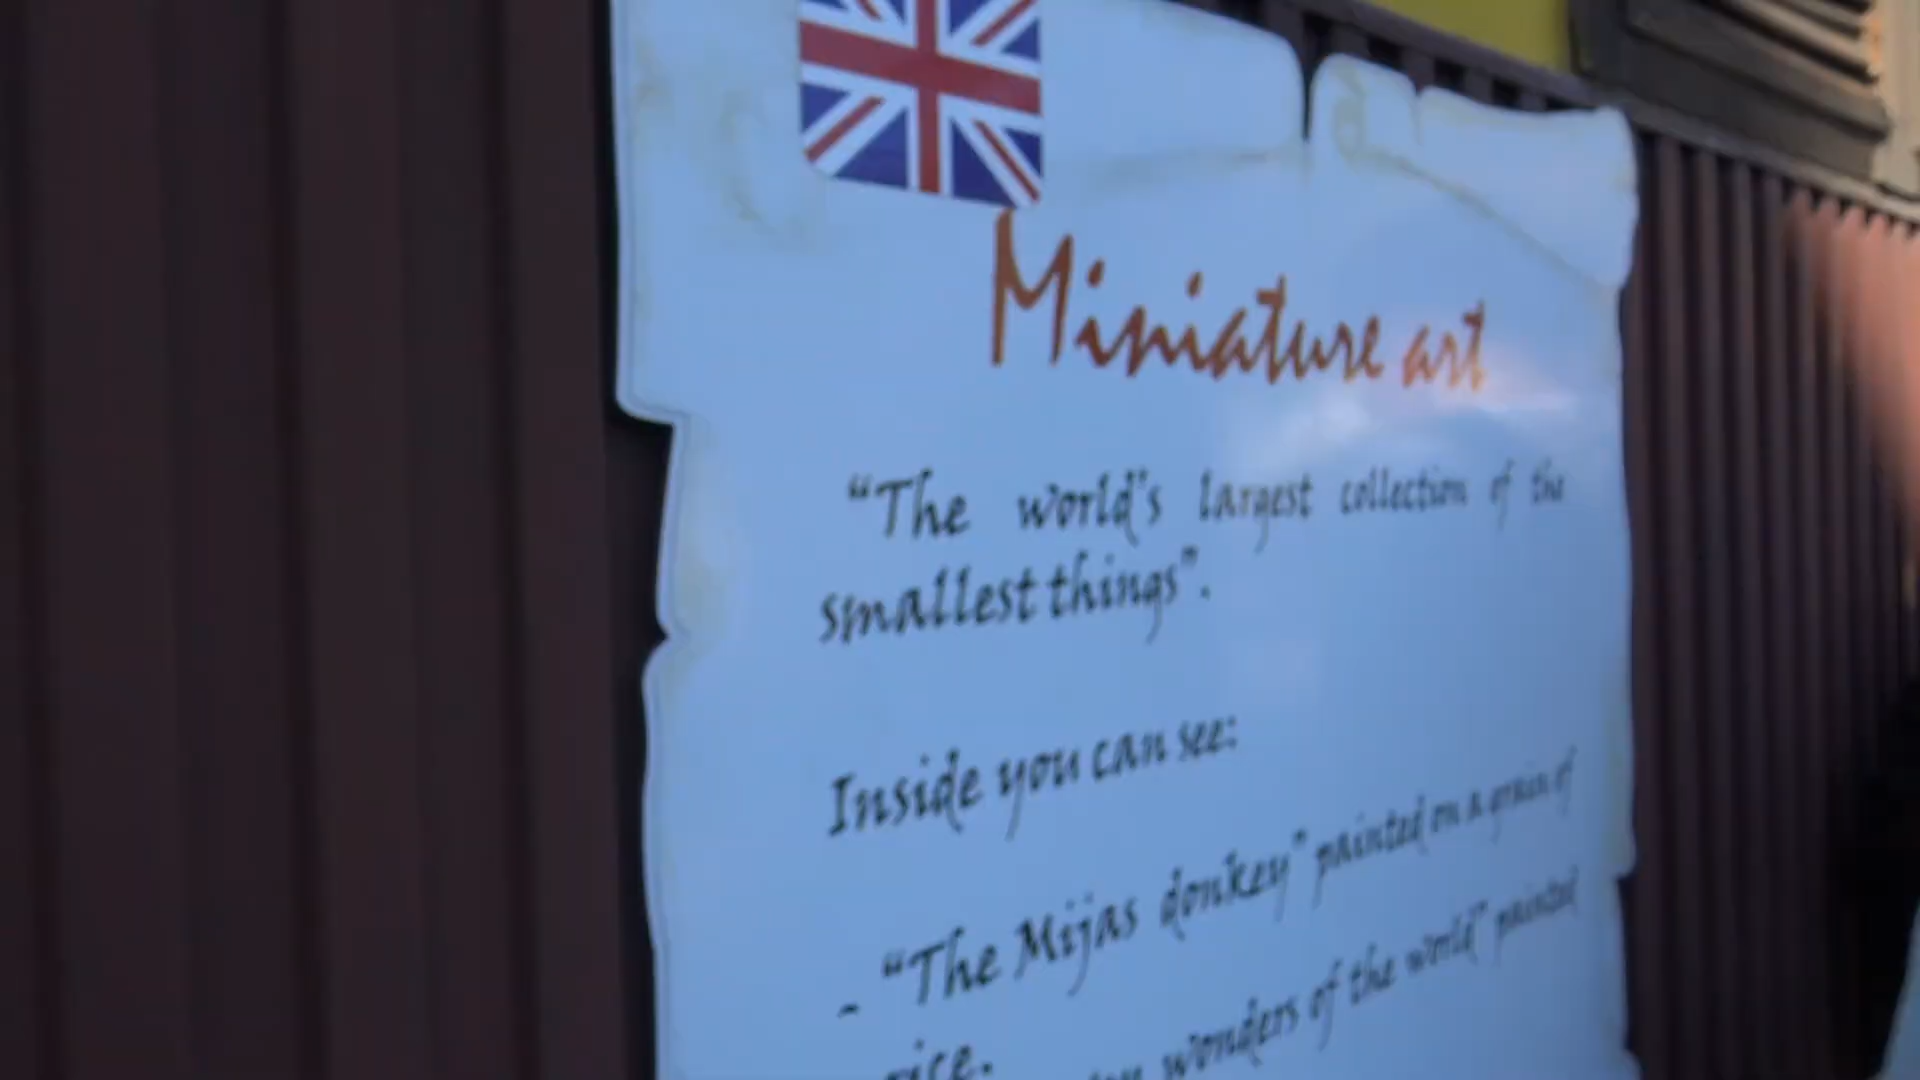 Miniature art
"The world's largest collection of the
smallest things".
Inside you can see:
- "The Mijas donkey" painted on a grain of
rice.
wonders of the world" painted